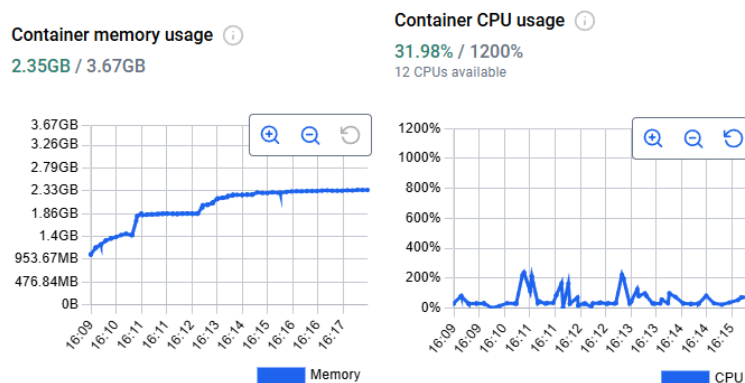 Container memory usage
2.35GB / 3.67GB
3.67GB
3.26GB
2.79GB
2.33GB
1.86GB
1.4GB
953.67MB
476.84MB
0B
16:09
16:10
16:11
16:11
16:12
16:13
16:14
16:15
16:16
16:16
16:17
Memory
Container CPU usage
31.98% / 1200%
12 CPUs available
1200%
1000%
800%
600%
400%
200%
0%
16:09
16:09
16:10
16:11
16:11
16:12
16:12
16:13
16:13
16:14
16:14
16:15
CPU